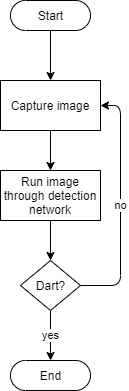 Start
Capture image
Run image
through detection
network
no
Dart?
yes
End